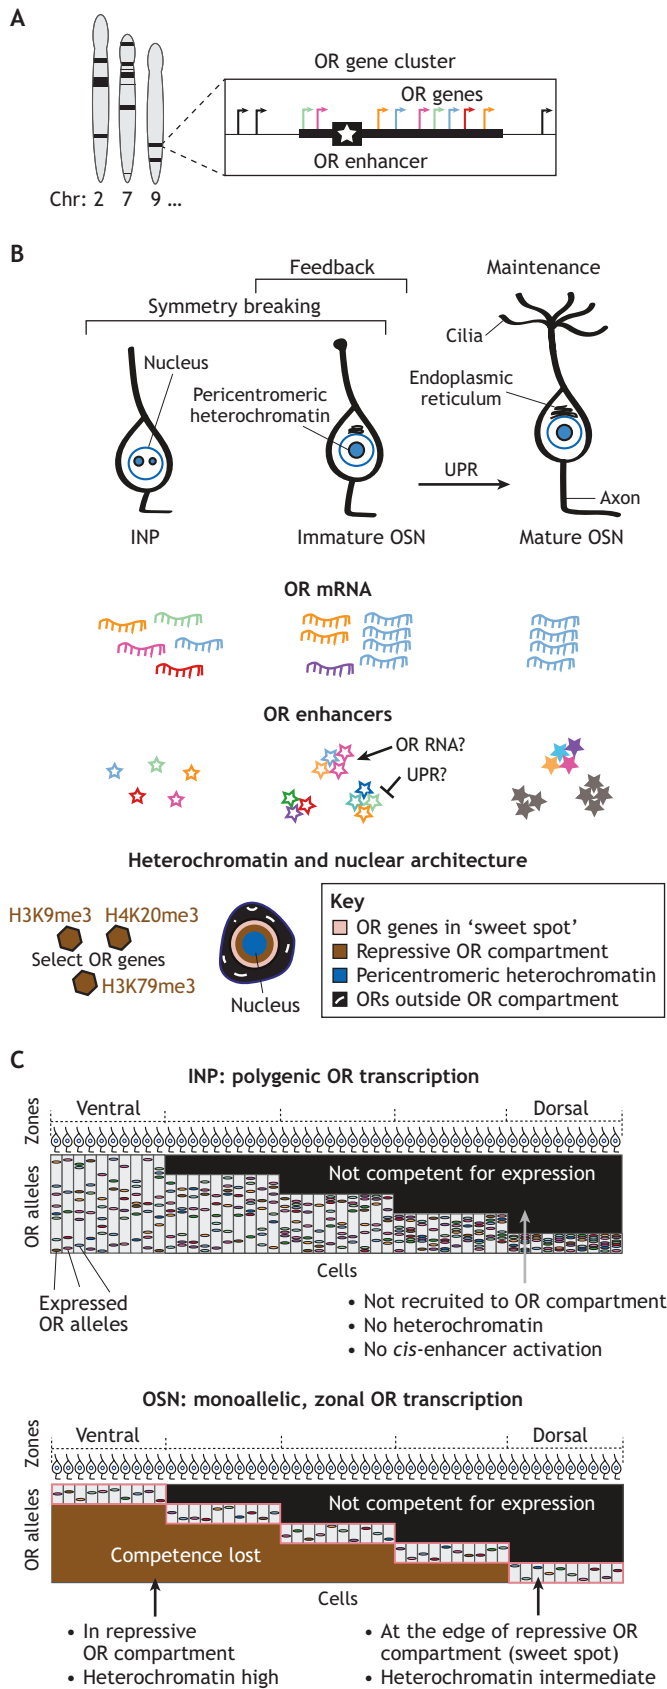 A
OR gene cluster
OR genes
OR enhancer
Chr: 2 7 9 ...
B
Feedback
Maintenance
Symmetry breaking
Cilia
Nucleus
Endoplasmic
reticulum
Pericentromeric
heterochromatin
UPR
Axon
INP
Immature OSN
Mature OSN
OR mRNA
OR enhancers
OR RNA?
UPR?
Heterochromatin and nuclear architecture
H3K9me3 H4K20me3
Select OR genes
H3K79me3
Nucleus
Key
OR genes in ‘sweet spot’
Repressive OR compartment
Pericentromeric heterochromatin
ORs outside OR compartment
C
INP: polygenic OR transcription
Zones
Ventral
Dorsal
OR alleles
Not competent for expression
Cells
Expressed
OR alleles
• Not recruited to OR compartment
• No heterochromatin
• No cis-enhancer activation
OSN: monoallelic, zonal OR transcription
Zones
Ventral
Dorsal
OR alleles
Not competent for expression
Competence lost
Cells
• In repressive
OR compartment
• Heterochromatin high
• At the edge of repressive OR
compartment (sweet spot)
• Heterochromatin intermediate